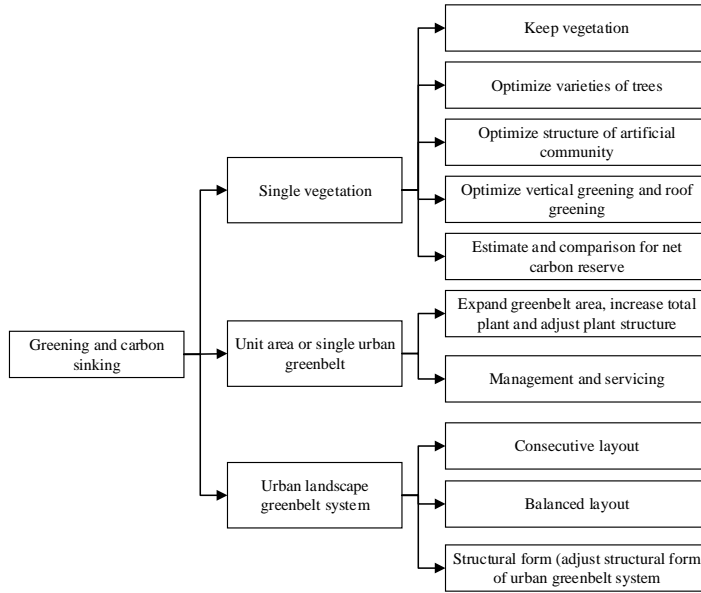 Keep vegetation
Optimize varieties of trees
Optimize structure of artificial
community
Single vegetation
Optimize vertical greening and roof
greening
Estimate and comparison for net
carbon reserve
Greening and carbon
sinking
Unit area or single urban
greenbelt
Expand greenbelt area, increase total
plant and adjust plant structure
Management and servicing
Urban landscape
greenbelt system
Consecutive layout
Balanced layout
Structural form (adjust structural form
of urban greenbelt system